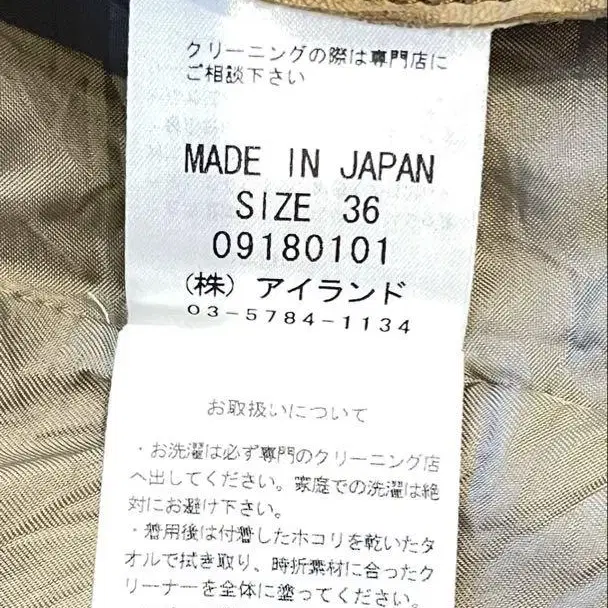 クリーニングの際は専門店に
ご相談下さい
MADE IN JAPAN
SIZE 36
09180101
(株) アイランド
03-5784-1134
お取扱いについて
・お洗濯は必ず専門のクリーニング店
へ出してください。家庭での洗濯は絶
対にお避け下さい。
・着用後は付着したホコリを乾いたタ
オルで拭き取り、時折素材に合ったク
リーナーを全体に塗ってください。